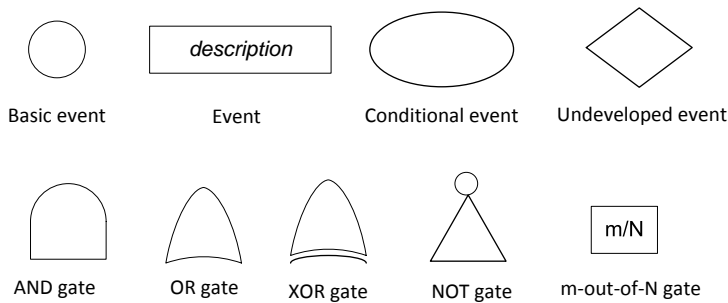 description
Basic event
Event
Conditional event
Undeveloped event
m/N
AND gate
OR gate
XOR gate
NOT gate
m-out-of-N gate